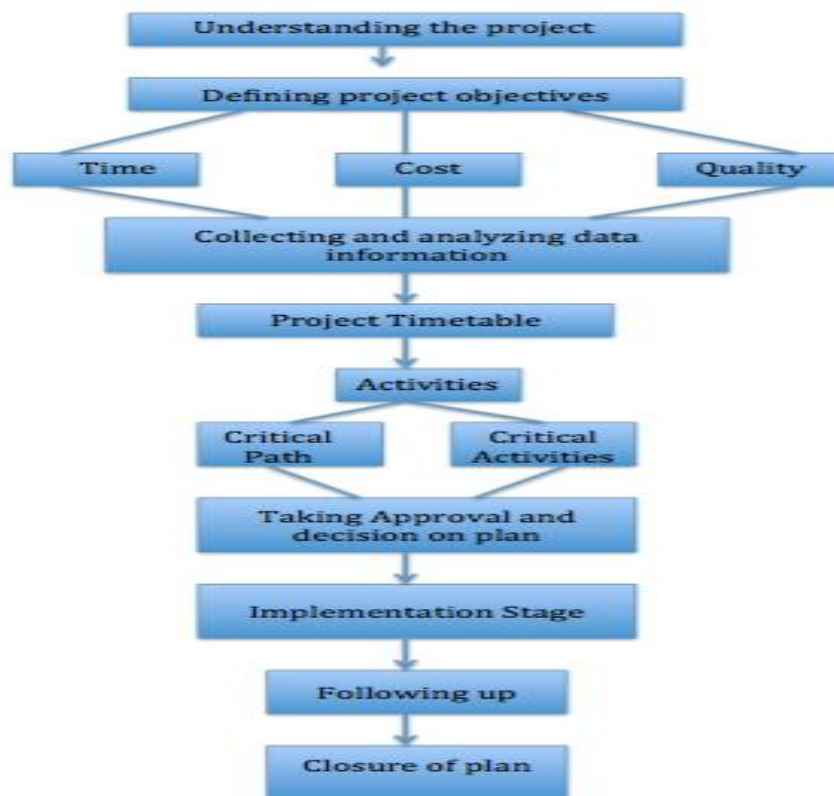 Understanding the project
Defining project objectives
Time
Cost
Quality
Collecting and analyzing data
information
Project Timetable
Activities
Critical
Path
Critical
Activities
Taking Approval and
decision on plan
Implementation Stage
Following up
Closure of plan